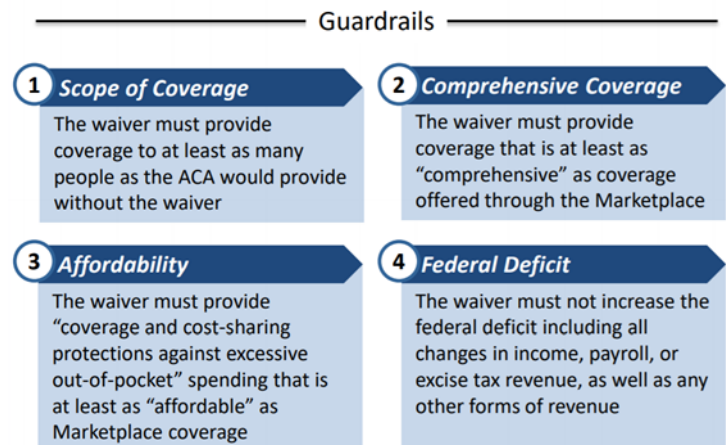 Guardrails
1 Scope of Coverage
The waiver must provide
coverage to at least as many
people as the ACA would provide
without the waiver
2 Comprehensive Coverage
The waiver must provide
coverage that is at least as
“comprehensive” as coverage
offered through the Marketplace
3 Affordability
The waiver must provide
“coverage and cost-sharing
protections against excessive
out-of-pocket” spending that is
at least as “affordable” as
Marketplace coverage
4 Federal Deficit
The waiver must not increase the
federal deficit including all
changes in income, payroll, or
excise tax revenue, as well as any
other forms of revenue